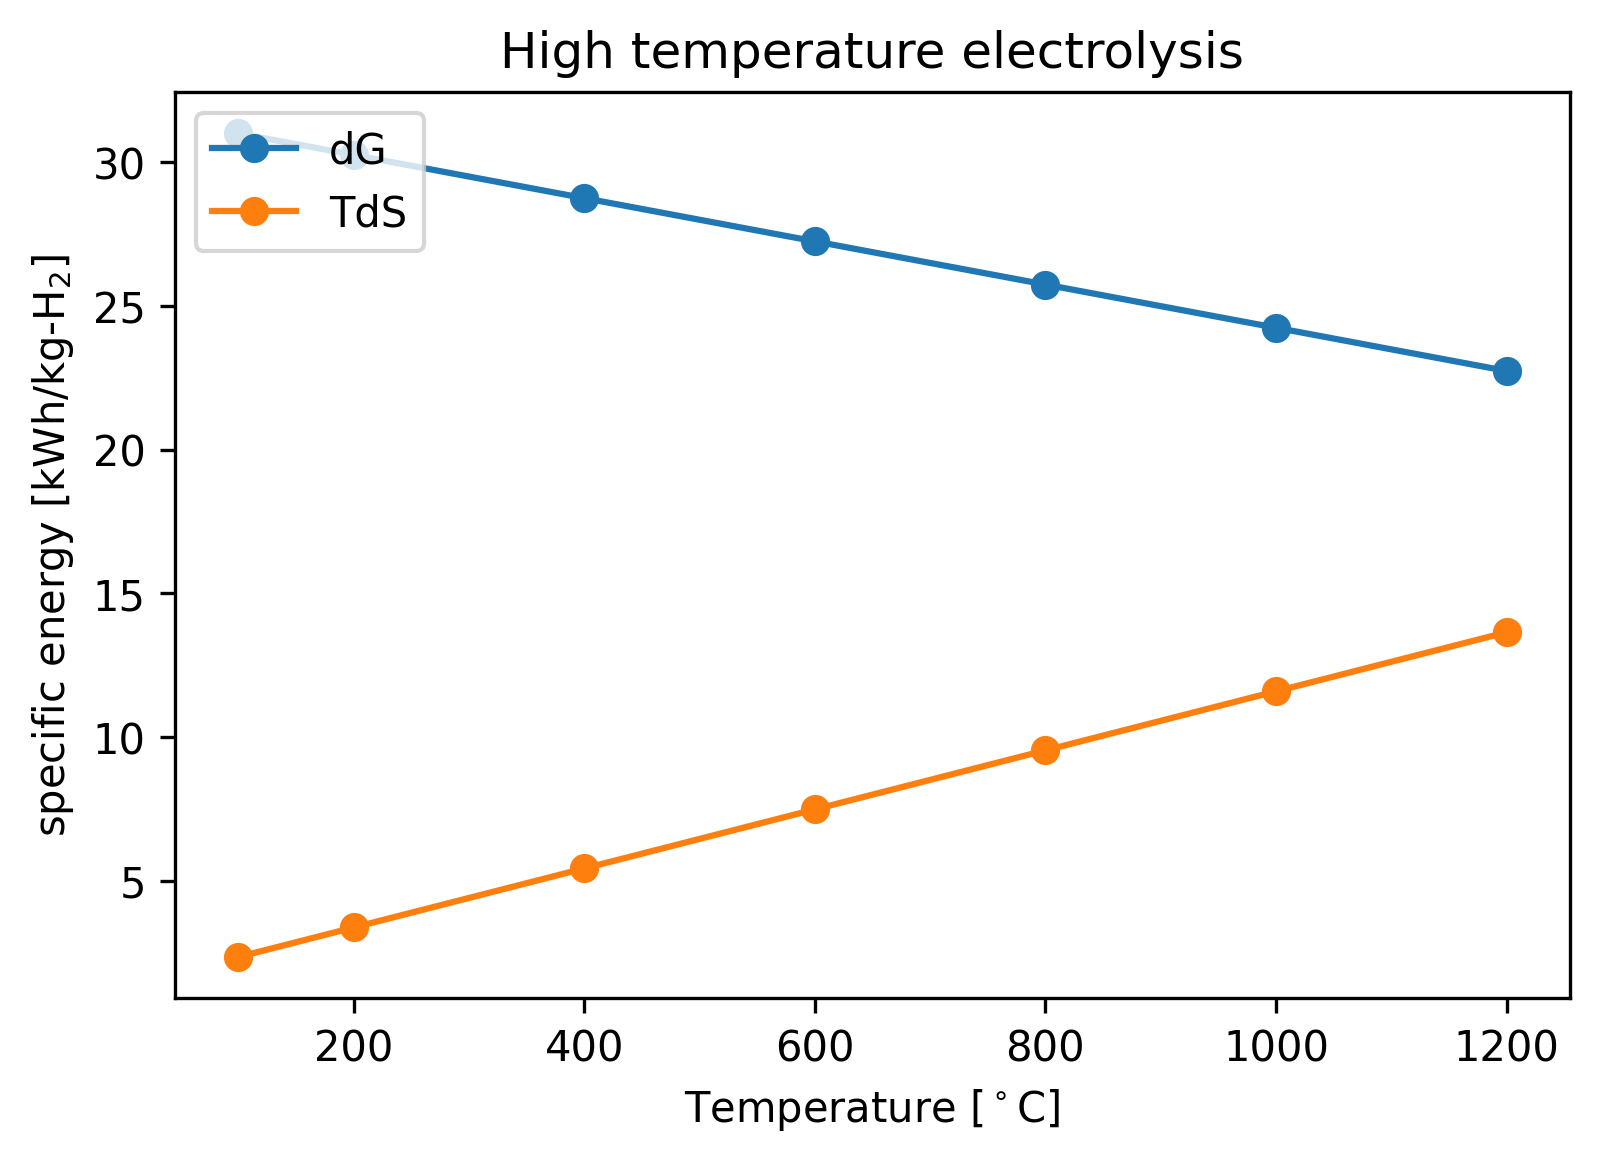 High temperature electrolysis
dG
TdS
30
25
20
15
10
5
specific energy [kWh/kg-H₂]
200 400 600 800 1000 1200
Temperature [°C]